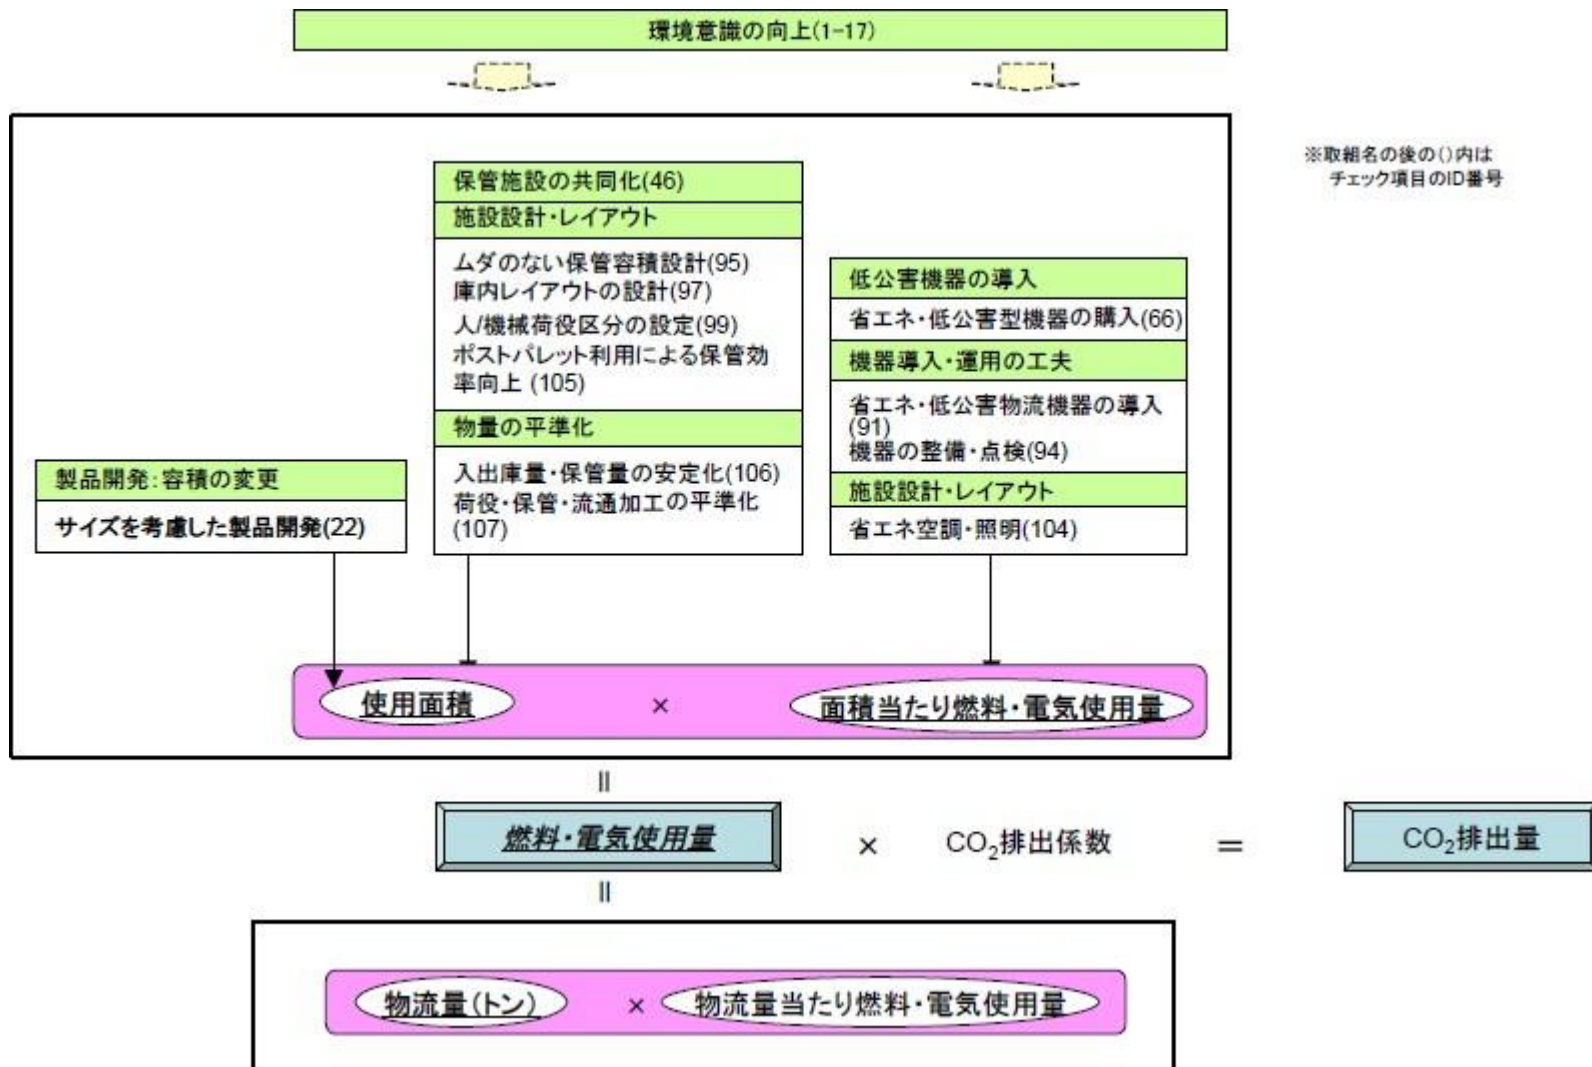 環境意識の向上(1-17)
※取組名の後の()内は
チェック項目のID番号
保管施設の共同化(46)
施設設計・レイアウト
ムダのない保管容積設計(95)
庫内レイアウトの設計(97)
人/機械荷役区分の設定(99)
ポストパレット利用による保管効
率向上 (105)
物量の平準化
入出庫量・保管量の安定化(106)
荷役・保管・流通加工の平準化
(107)
低公害機器の導入
省エネ・低公害型機器の購入(66)
機器導入・運用の工夫
省エネ・低公害物流機器の導入
(91)
機器の整備・点検(94)
施設設計・レイアウト
省エネ空調・照明(104)
製品開発:容積の変更
サイズを考慮した製品開発(22)
使用面積 × 面積当たり燃料・電気使用量
=
燃料・電気使用量 × CO₂排出係数 = CO₂排出量
=
物流量(トン) × 物流量当たり燃料・電気使用量